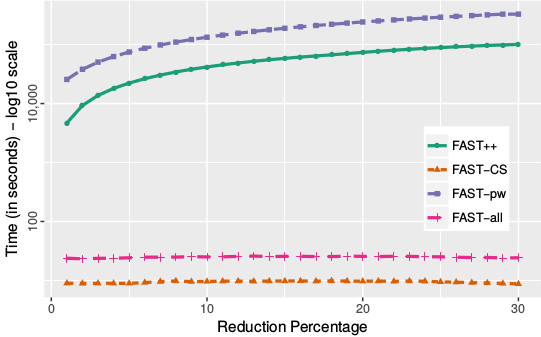 Time (in seconds) − log10 scale
10,000
100
FAST++
FAST−CS
FAST−pw
FAST−all
0
10
20
30
Reduction Percentage